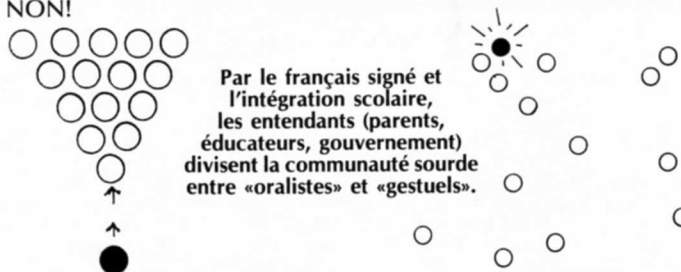 NON!
Par le français signé et
l'intégration scolaire,
les entendants (parents,
éducateurs, gouvernement)
divisent la communauté sourde
entre «oralistes» et «gestuels».